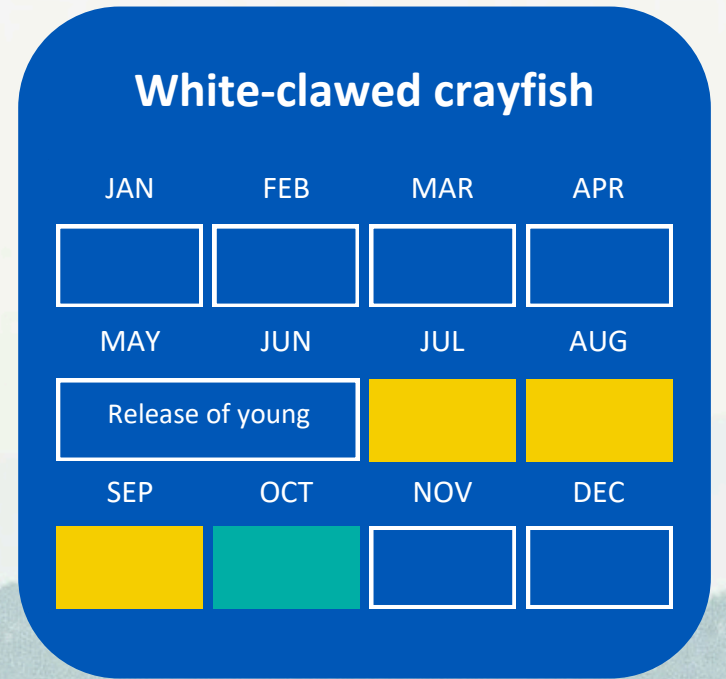 White-clawed crayfish
JAN FEB MAR APR
MAY JUN JUL AUG
Release of young
SEP OCT NOV DEC